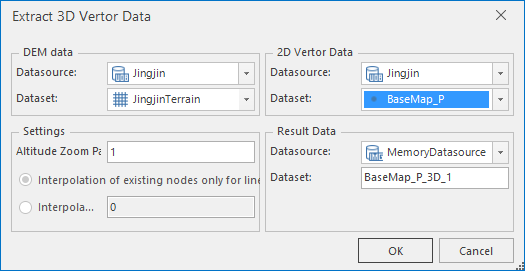 Extract 3D Vertor Data
DEM data
Datasource: Jingjin
Dataset: JingjinTerrain
2D Vertor Data
Datasource: Jingjin
Dataset: BaseMap_P
Settings
Altitude Zoom Pa 1
Interpolation of existing nodes only for line
Interpola... 0
Result Data
Datasource: MemoryDatasource
Dataset: BaseMap_P_3D_1
OK
Cancel